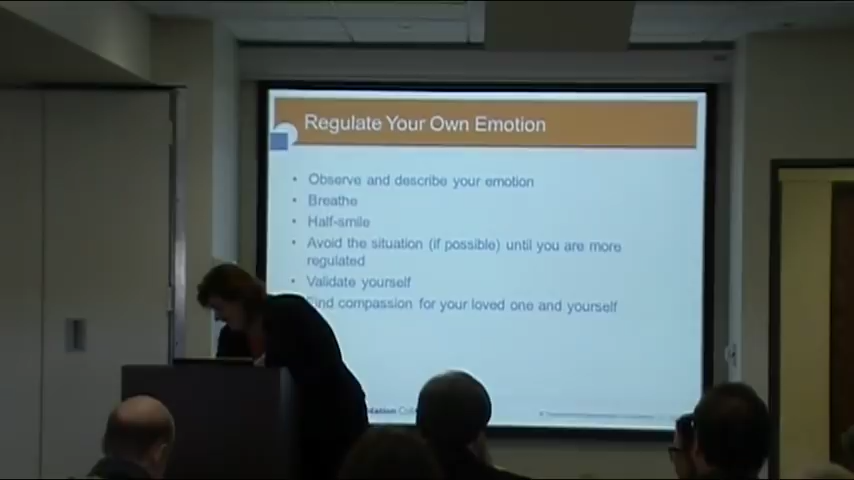 Regulate Your Own Emotion
• Observe and describe your emotion
• Breathe
• Half-smile
• Avoid the situation (if possible) until you are more
regulated
• Validate yourself
Find compassion for your loved one and yourself